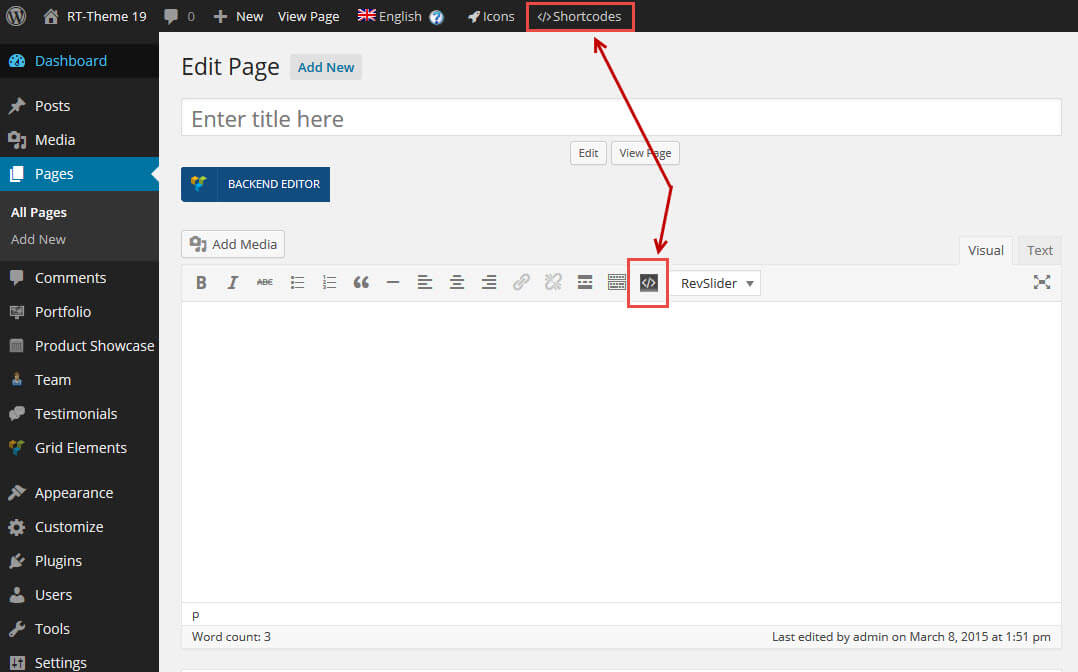 RT-Theme 19 0 New View Page English Icons </>Shortcodes
Dashboard
Posts
Media
Pages
All Pages
Add New
Comments
Portfolio
Product Showcase
Team
Testimonials
Grid Elements
Appearance
Customize
Plugins
Users
Tools
Settings
Edit Page Add New
Enter title here
Edit View Page
BACKEND EDITOR
Add Media
Visual Text
B I ABC RevSlider
p
Word count: 3 Last edited by admin on March 8, 2015 at 1:51 pm